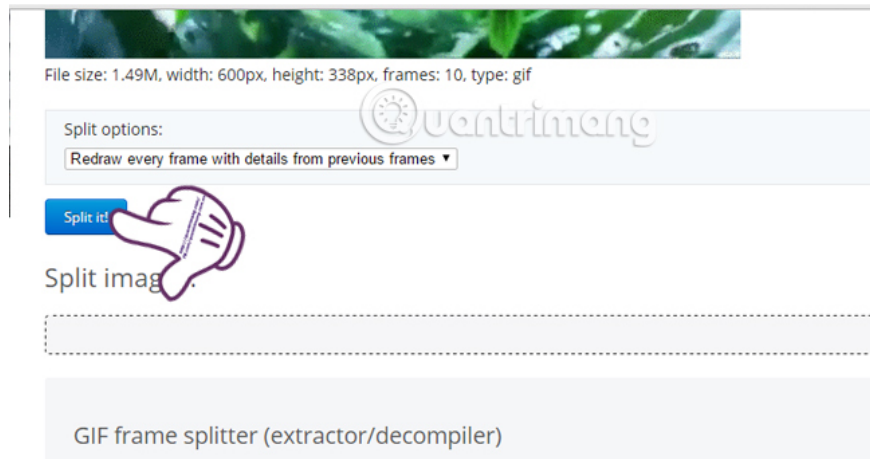 File size: 1.49M, width: 600px, height: 338px, frames: 10, type: gif
Quantrimang
Split options:
Redraw every frame with details from previous frames
Split it!
Split imag
GIF frame splitter (extractor/decompiler)